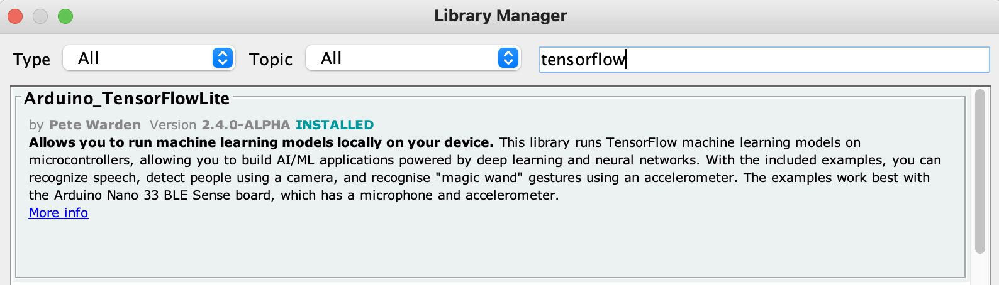 Library Manager
Type All Topic All tensorflow
Arduino_TensorFlowLite
by Pete Warden Version 2.4.0-ALPHA INSTALLED
Allows you to run machine learning models locally on your device. This library runs TensorFlow machine learning models on
microcontrollers, allowing you to build AI/ML applications powered by deep learning and neural networks. With the included examples, you can
recognize speech, detect people using a camera, and recognise "magic wand" gestures using an accelerometer. The examples work best with
the Arduino Nano 33 BLE Sense board, which has a microphone and accelerometer.
More info